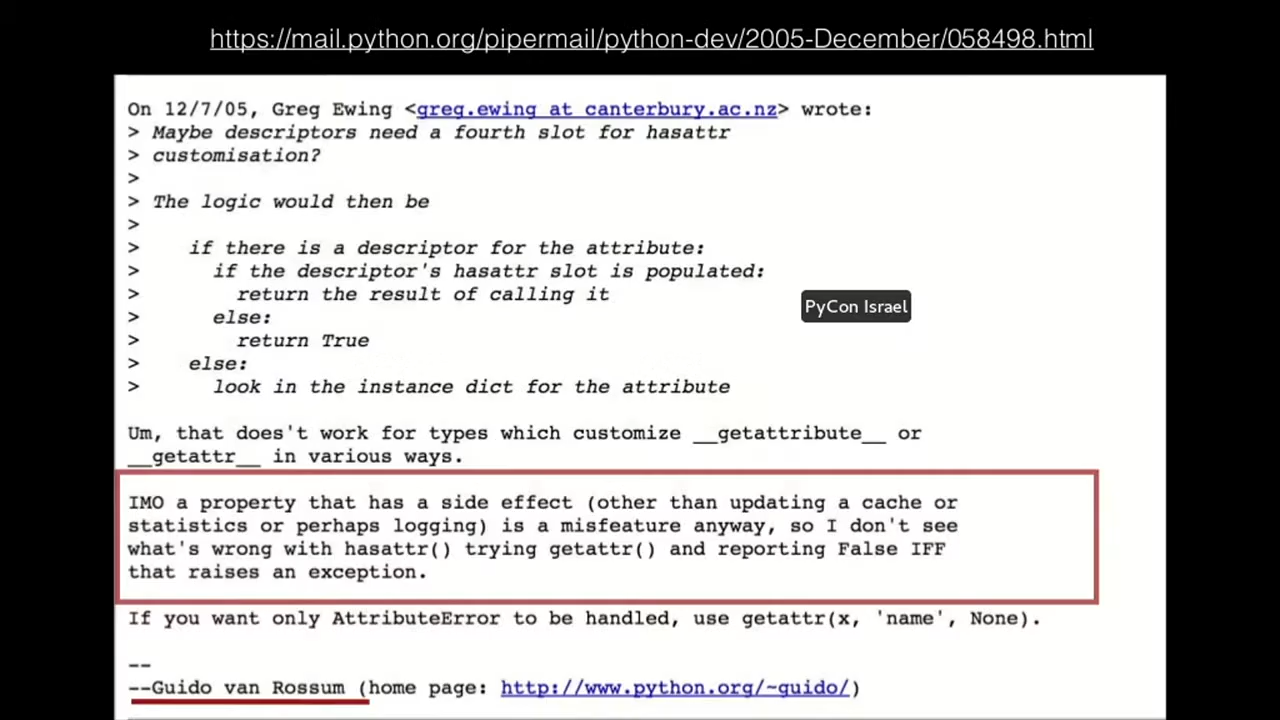 https://mail.python.org/pipermail/python-dev/2005-December/058498.html
On 12/7/05, Greg Ewing <greg.ewing at canterbury.ac.nz> wrote:
> Maybe descriptors need a fourth slot for hasattr
> customisation?
>
> The logic would then be
>
>    if there is a descriptor for the attribute:
>      if the descriptor's hasattr slot is populated:
>        return the result of calling it
>      else:
>        return True
>    else:
>      look in the instance dict for the attribute
PyCon Israel
Um, that does't work for types which customize __getattribute__ or
__getattr__ in various ways.
IMO a property that has a side effect (other than updating a cache or
statistics or perhaps logging) is a misfeature anyway, so I don't see
what's wrong with hasattr() trying getattr() and reporting False IFF
that raises an exception.
If you want only AttributeError to be handled, use getattr(x, 'name', None).
--
--Guido van Rossum (home page: http://www.python.org/~guido/)